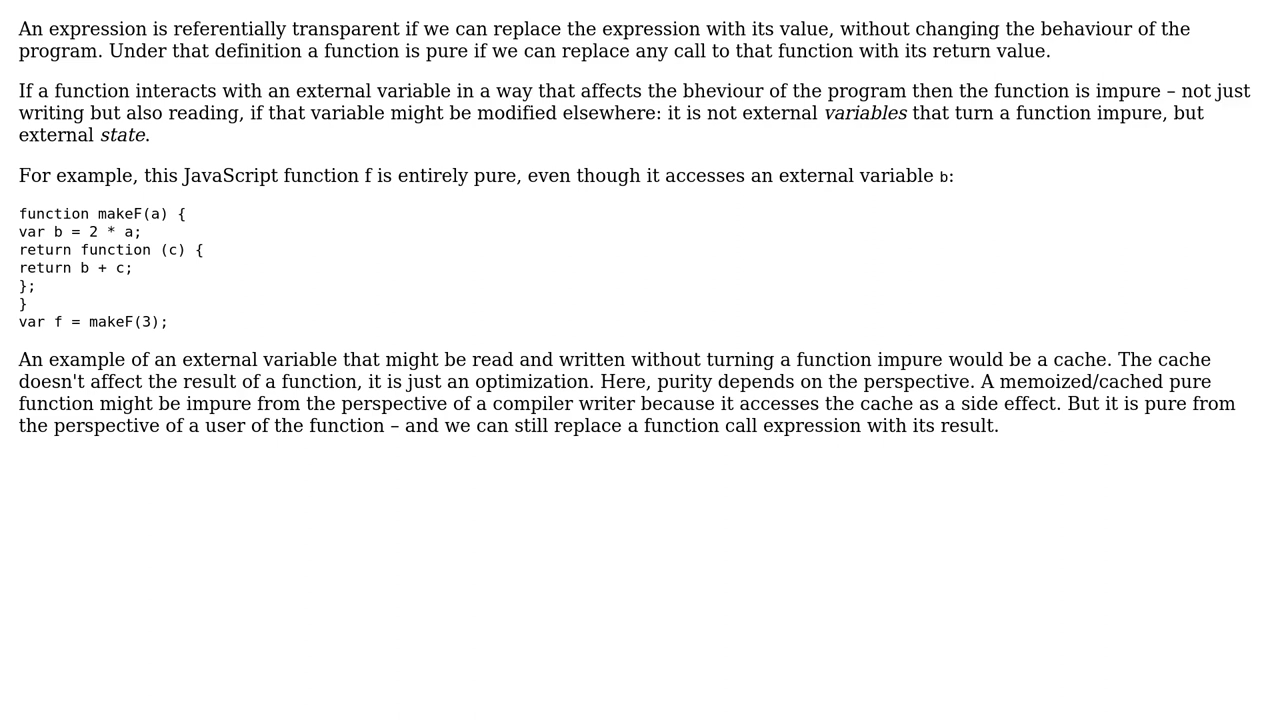 An expression is referentially transparent if we can replace the expression with its value, without changing the behaviour of the
program. Under that definition a function is pure if we can replace any call to that function with its return value.
If a function interacts with an external variable in a way that affects the bheviour of the program then the function is impure – not just
writing but also reading, if that variable might be modified elsewhere: it is not external variables that turn a function impure, but
external state.
For example, this JavaScript function f is entirely pure, even though it accesses an external variable b:
function makeF(a) {
var b = 2 * a;
return function (c) {
return b + c;
};
}
var f = makeF(3);
An example of an external variable that might be read and written without turning a function impure would be a cache. The cache
doesn't affect the result of a function, it is just an optimization. Here, purity depends on the perspective. A memoized/cached pure
function might be impure from the perspective of a compiler writer because it accesses the cache as a side effect. But it is pure from
the perspective of a user of the function – and we can still replace a function call expression with its result.